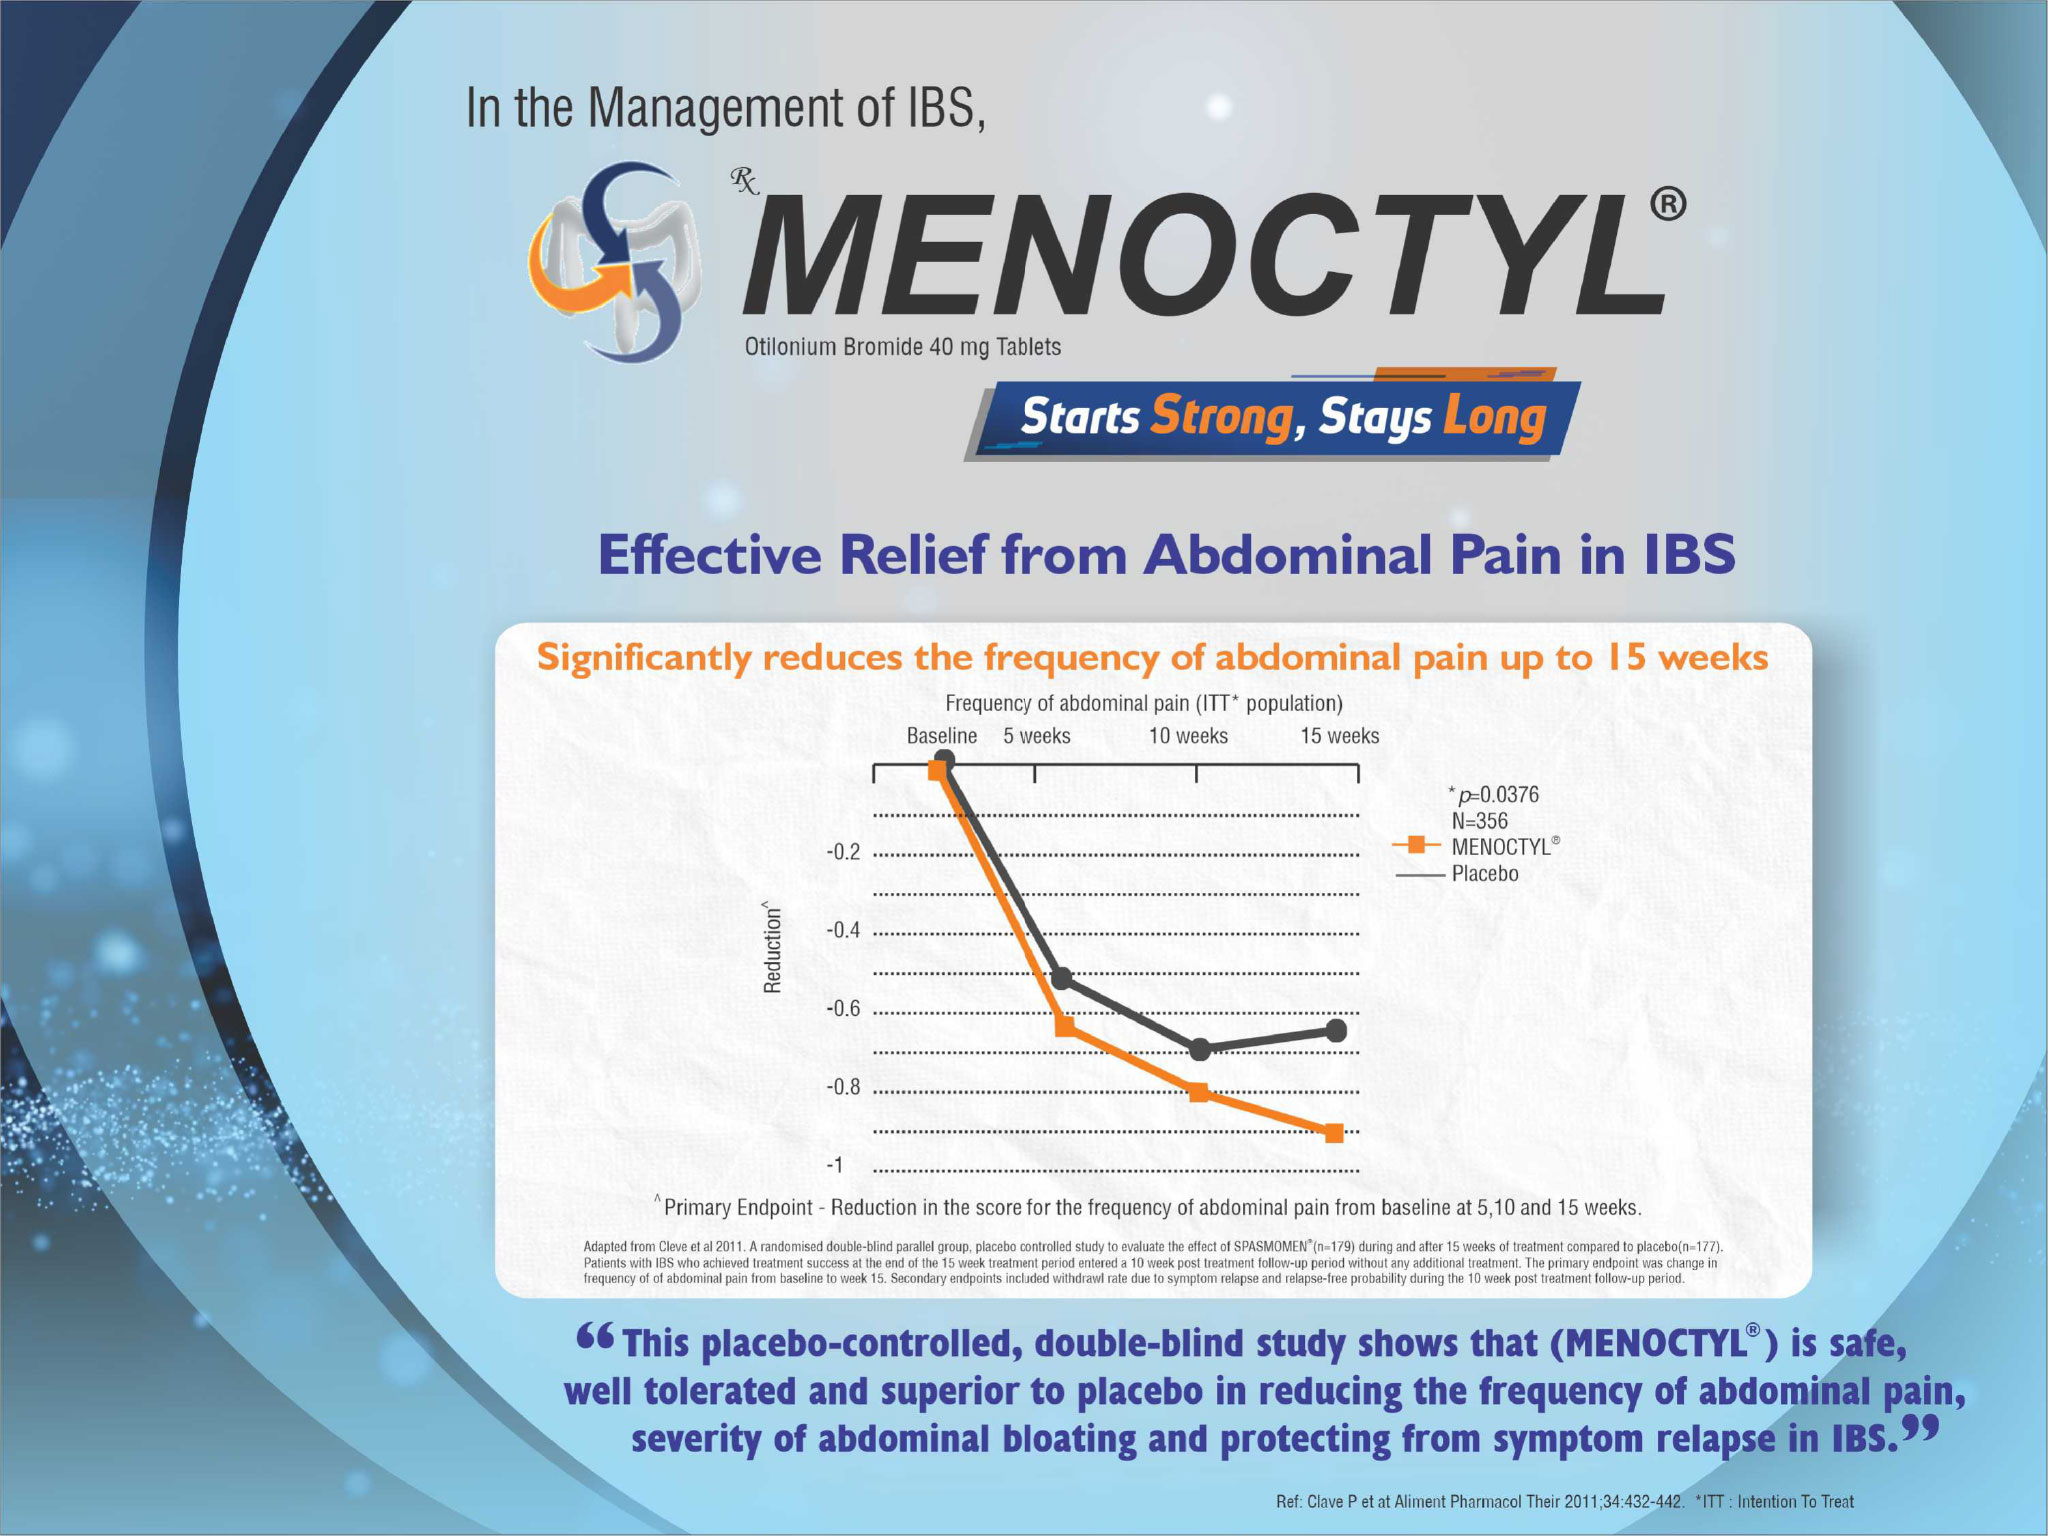 In the Management of IBS,
Rx MENOCTYL®
Otilonium Bromide 40 mg Tablets
Starts Strong, Stays Long
Effective Relief from Abdominal Pain in IBS
Significantly reduces the frequency of abdominal pain up to 15 weeks
Frequency of abdominal pain (ITT* population)
Baseline 5 weeks 10 weeks 15 weeks
* p=0.0376
N=356
MENOCTYL®
Placebo
-0.2
-0.4
-0.6
-0.8
-1
Reduction^
^ Primary Endpoint - Reduction in the score for the frequency of abdominal pain from baseline at 5,10 and 15 weeks.
Adapted from Cleve et al 2011. A randomised double-blind parallel group, placebo controlled study to evaluate the effect of SPASMOMEN®(n=179) during and after 15 weeks of treatment compared to placebo(n=177).
Patients with IBS who achieved treatment success at the end of the 15 week treatment period entered a 10 week post treatment follow-up period without any additional treatment. The primary endpoint was change in
frequency of of abdominal pain from baseline to week 15. Secondary endpoints included withdrawl rate due to symptom relapse and relapse-free probability during the 10 week post treatment follow-up period.
“This placebo-controlled, double-blind study shows that (MENOCTYL®) is safe,
well tolerated and superior to placebo in reducing the frequency of abdominal pain,
severity of abdominal bloating and protecting from symptom relapse in IBS.”
Ref: Clave P et at Aliment Pharmacol Their 2011;34:432-442. *ITT : Intention To Treat